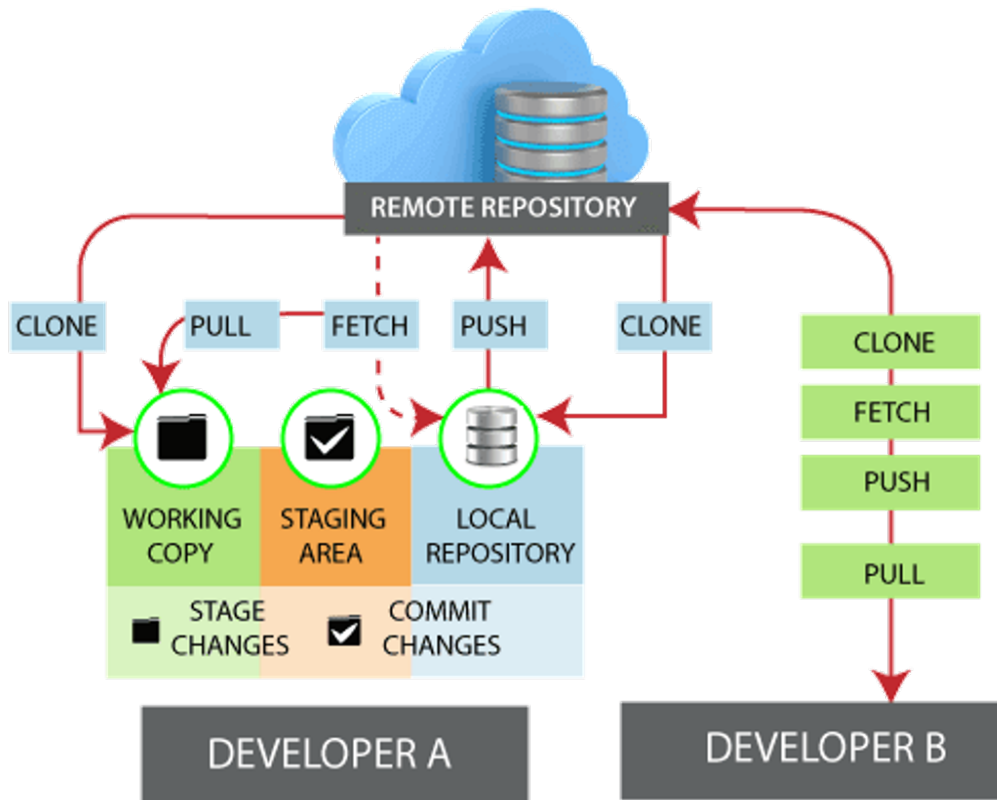 REMOTE REPOSITORY
CLONE
PULL
FETCH
PUSH
CLONE
CLONE
FETCH
PUSH
PULL
WORKING
COPY
STAGING
AREA
LOCAL
REPOSITORY
STAGE
CHANGES
COMMIT
CHANGES
DEVELOPER A
DEVELOPER B